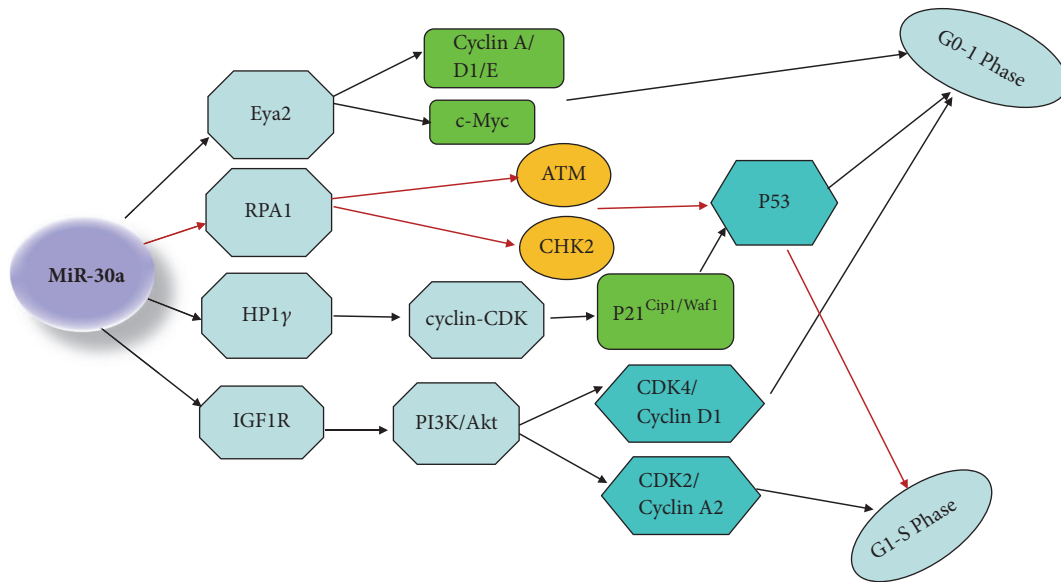 Cyclin A/
D1/E
G0-1 Phase
Eya2
c-Myc
ATM
RPA1
P53
CHK2
MiR-30a
HP1γ
cyclin-CDK
P21Cip1/Waf1
CDK4/
Cyclin D1
IGF1R
PI3K/Akt
CDK2/
Cyclin A2
G1-S Phase